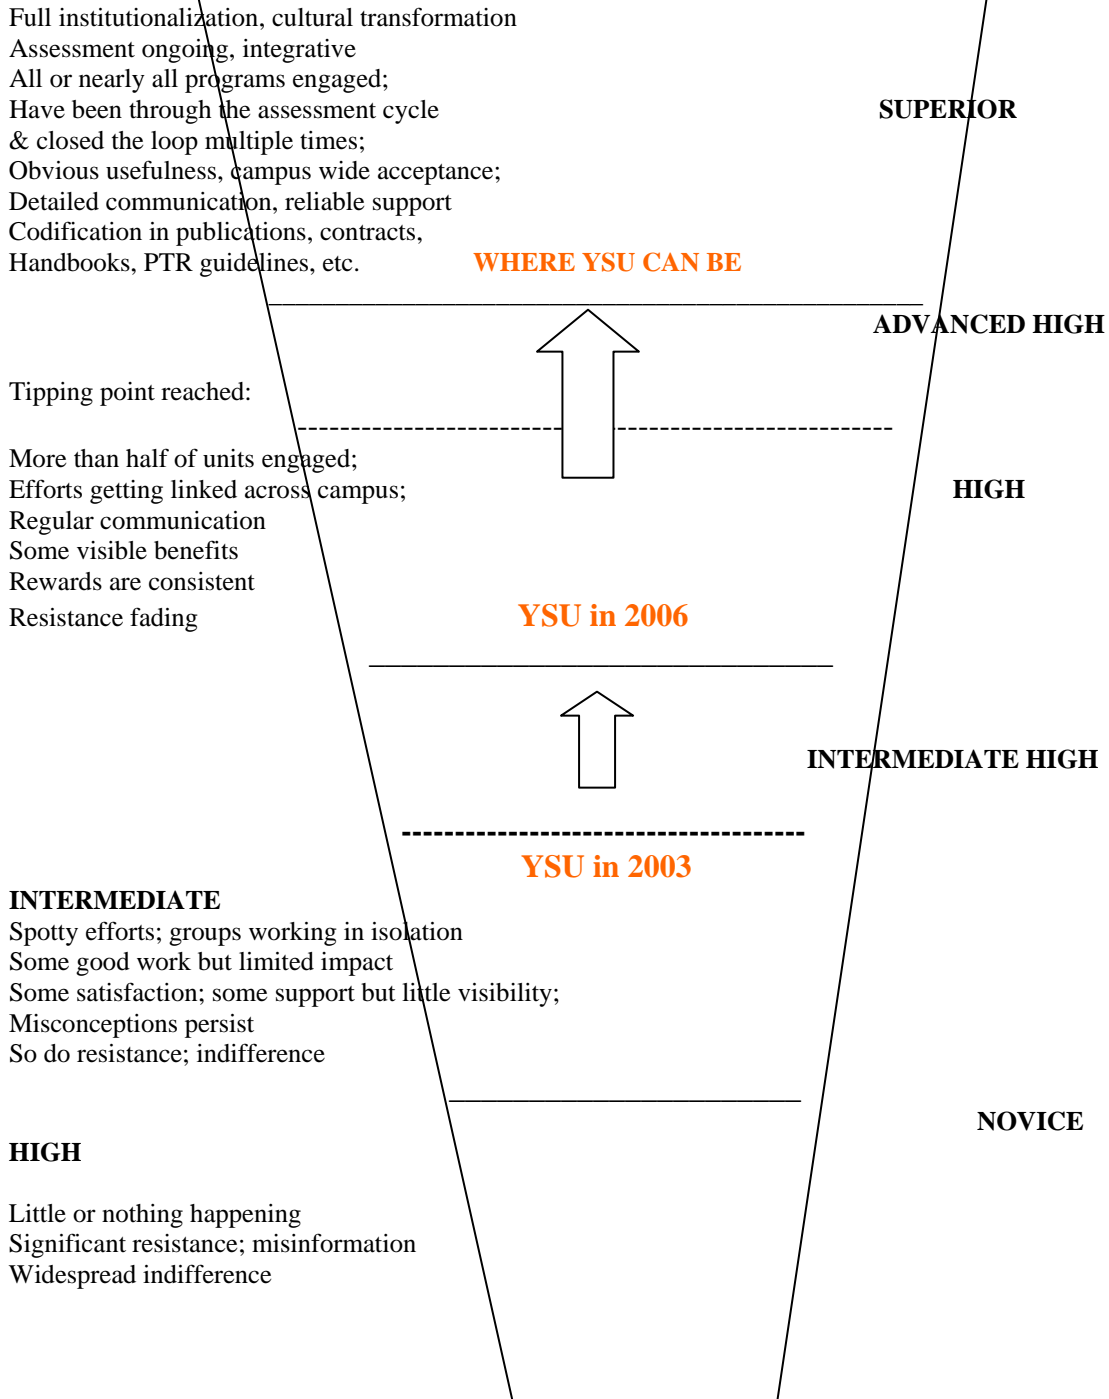 Full institutionalization, cultural transformation
Assessment ongoing, integrative
All or nearly all programs engaged;
Have been through the assessment cycle
SUPERIOR
& closed the loop multiple times;
Obvious usefulness, campus wide acceptance;
Detailed communication, reliable support
Codification in publications, contracts,
Handbooks, PTR guidelines, etc. WHERE YSU CAN BE
ADVANCED HIGH
Tipping point reached:
More than half of units engaged;
Efforts getting linked across campus;
HIGH
Regular communication
Some visible benefits
Rewards are consistent
Resistance fading YSU in 2006
INTERMEDIATE HIGH
YSU in 2003
INTERMEDIATE
Spotty efforts; groups working in isolation
Some good work but limited impact
Some satisfaction; some support but little visibility;
Misconceptions persist
So do resistance; indifference
NOVICE
HIGH
Little or nothing happening
Significant resistance; misinformation
Widespread indifference